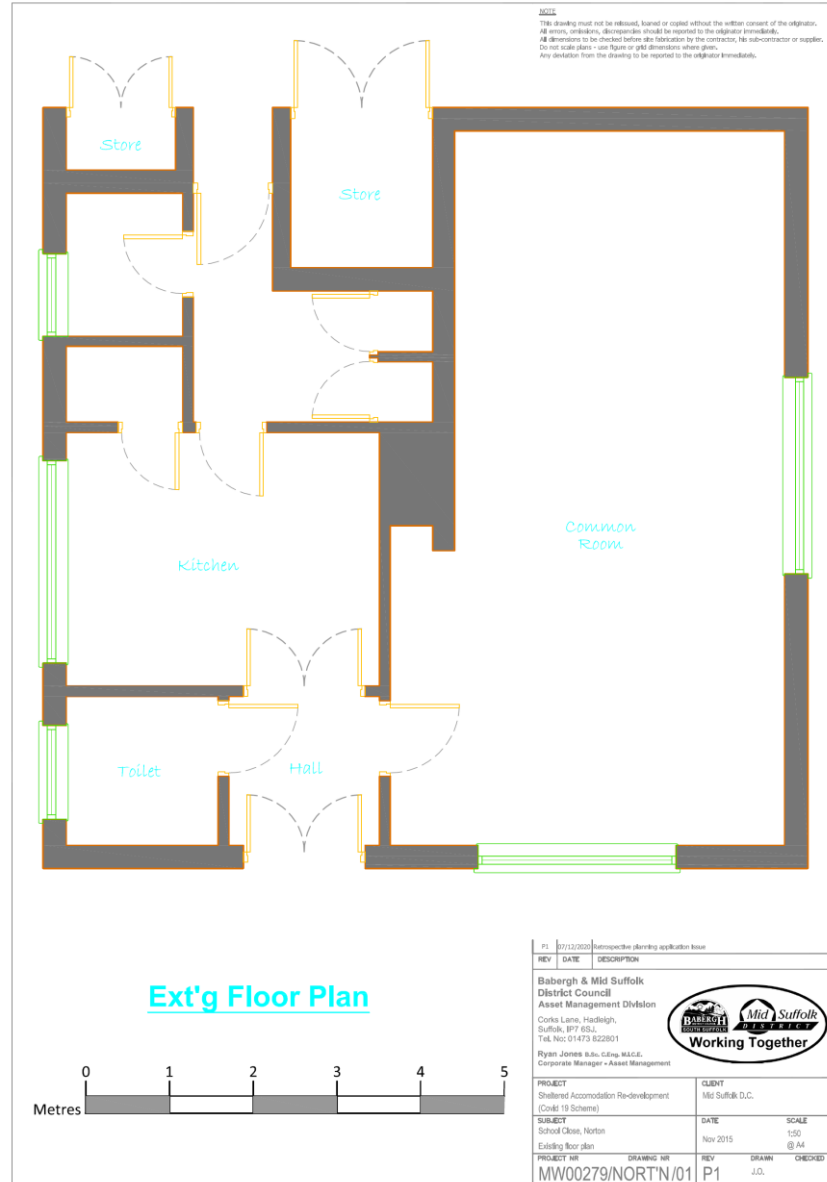 NOTE
This drawing must not be reissued, loaned or copied without the written consent of the originator.
All errors, omissions, discrepancies should be reported to the originator immediately.
All dimensions to be checked before site fabrication by the contractor, his sub-contractor or supplier.
Do not scale plans - use figure or grid dimensions where given.
Any deviation from the drawing to be reported to the originator immediately.
Store
Store
Common
Room
Kitchen
Toilet
Hall
Ext'g Floor Plan
0 1 2 3 4 5
Metres
P1 07/12/2020 Retrospective planning application issue
REV DATE DESCRIPTION
Babergh & Mid Suffolk
District Council
Asset Management Division
Corks Lane, Hadleigh,
Suffolk, IP7 6SJ.
Tel. No: 01473 822801
Ryan Jones B.Sc. C.Eng. M.I.C.E.
Corporate Manager - Asset Management
BABERGH
SOUTH SUFFOLK
Mid Suffolk
DISTRICT
Working Together
PROJECT
Sheltered Accomodation Re-development
(Covid 19 Scheme)
CLIENT
Mid Suffolk D.C.
SUBJECT
School Close, Norton
Existing floor plan
DATE
Nov 2015
SCALE
1:50
@ A4
PROJECT NR DRAWING NR
MW00279/NORT'N/01
REV
P1
DRAWN
J.O.
CHECKED